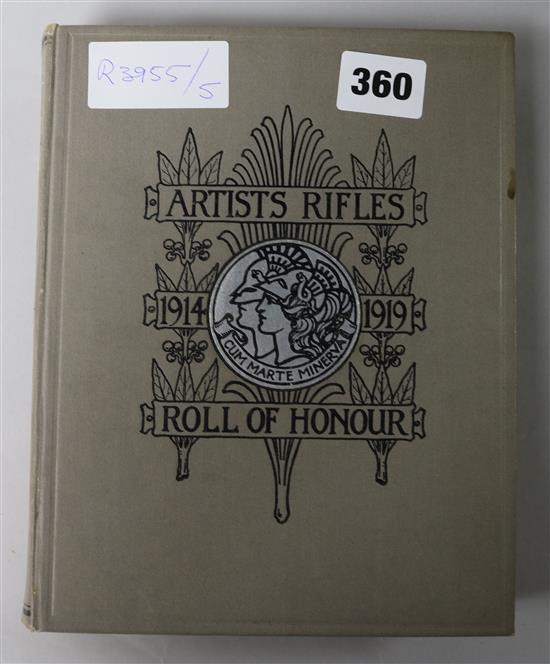 R3955/5
360
ARTISTS RIFLES
1914 1919
CUM MARTE MINERVA
ROLL OF HONOUR